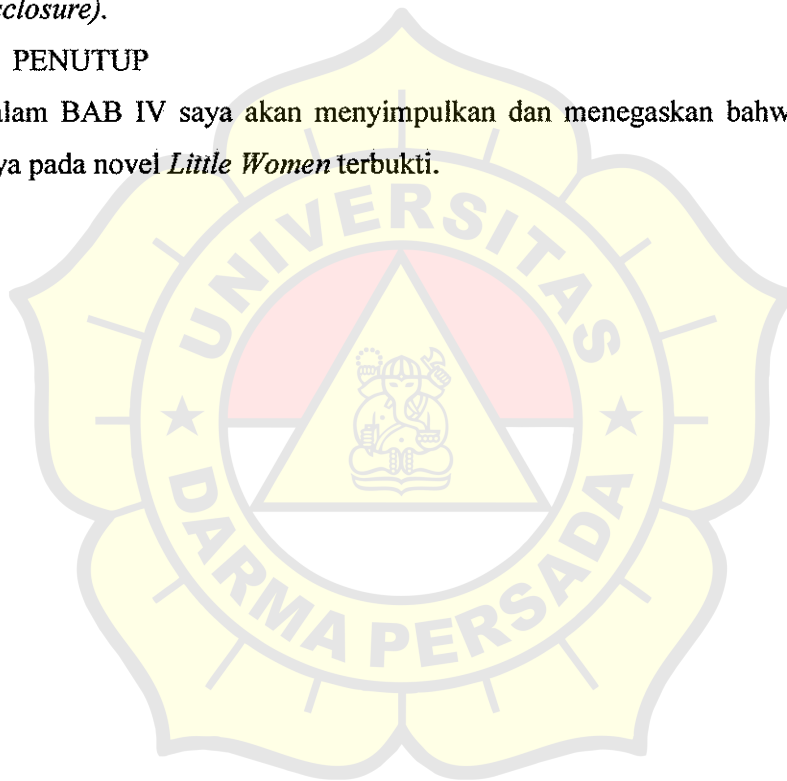 sclosure).
PENUTUP
alam BAB IV saya akan menyimpulkan dan menegaskan bahw
ya pada novel Little Women terbukti.
UNIVERSITAS
DARMA PERSADA